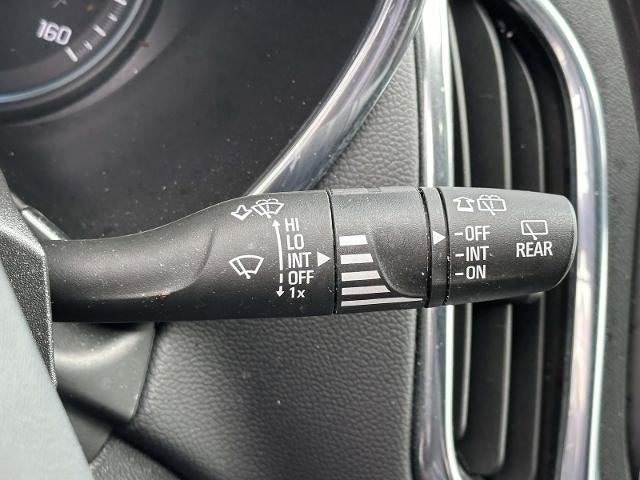 160
HI
LO
INT
OFF
1x
-OFF
-INT
-ON
REAR